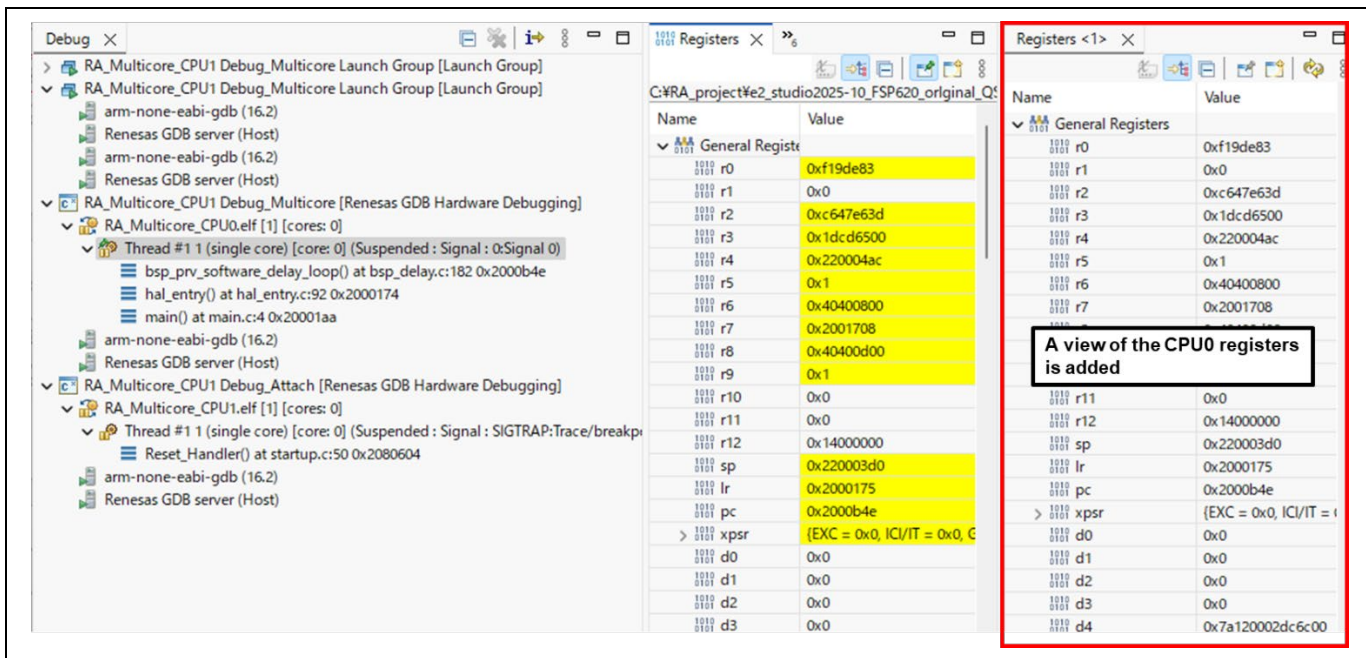 Debug
RA_Multicore_CPU1 Debug_Multicore Launch Group [Launch Group]
RA_Multicore_CPU1 Debug_Multicore Launch Group [Launch Group]
arm-none-eabi-gdb (16.2)
Renesas GDB server (Host)
arm-none-eabi-gdb (16.2)
Renesas GDB server (Host)
RA_Multicore_CPU1 Debug_Multicore [Renesas GDB Hardware Debugging]
RA_Multicore_CPU0.elf [1] [cores: 0]
Thread #1 1 (single core) [core: 0] (Suspended : Signal : 0:Signal 0)
bsp_prv_software_delay_loop() at bsp_delay.c:182 0x2000b4e
hal_entry() at hal_entry.c:92 0x2000174
main() at main.c:4 0x20001aa
arm-none-eabi-gdb (16.2)
Renesas GDB server (Host)
RA_Multicore_CPU1 Debug_Attach [Renesas GDB Hardware Debugging]
RA_Multicore_CPU1.elf [1] [cores: 0]
Thread #1 1 (single core) [core: 0] (Suspended : Signal : SIGTRAP:Trace/breakp
Reset_Handler() at startup.c:50 0x2080604
arm-none-eabi-gdb (16.2)
Renesas GDB server (Host)
Registers
6
C:¥RA_project¥e2_studio2025-10_FSP620_orlginal_QS
Name Value
General Registe
r0 0xf19de83
r1 0x0
r2 0xc647e63d
r3 0x1dcd6500
r4 0x220004ac
r5 0x1
r6 0x40400800
r7 0x2001708
r8 0x40400d00
r9 0x1
r10 0x0
r11 0x0
r12 0x14000000
sp 0x220003d0
lr 0x2000175
pc 0x2000b4e
xpsr {EXC = 0x0, ICI/IT = 0x0, G
d0 0x0
d1 0x0
d2 0x0
d3 0x0
Registers <1>
Name Value
General Registers
r0 0xf19de83
r1 0x0
r2 0xc647e63d
r3 0x1dcd6500
r4 0x220004ac
r5 0x1
r6 0x40400800
r7 0x2001708
A view of the CPU0 registers
is added
r11 0x0
r12 0x14000000
sp 0x220003d0
lr 0x2000175
pc 0x2000b4e
xpsr {EXC = 0x0, ICI/IT =
d0 0x0
d1 0x0
d2 0x0
d3 0x0
d4 0x7a120002dc6c00